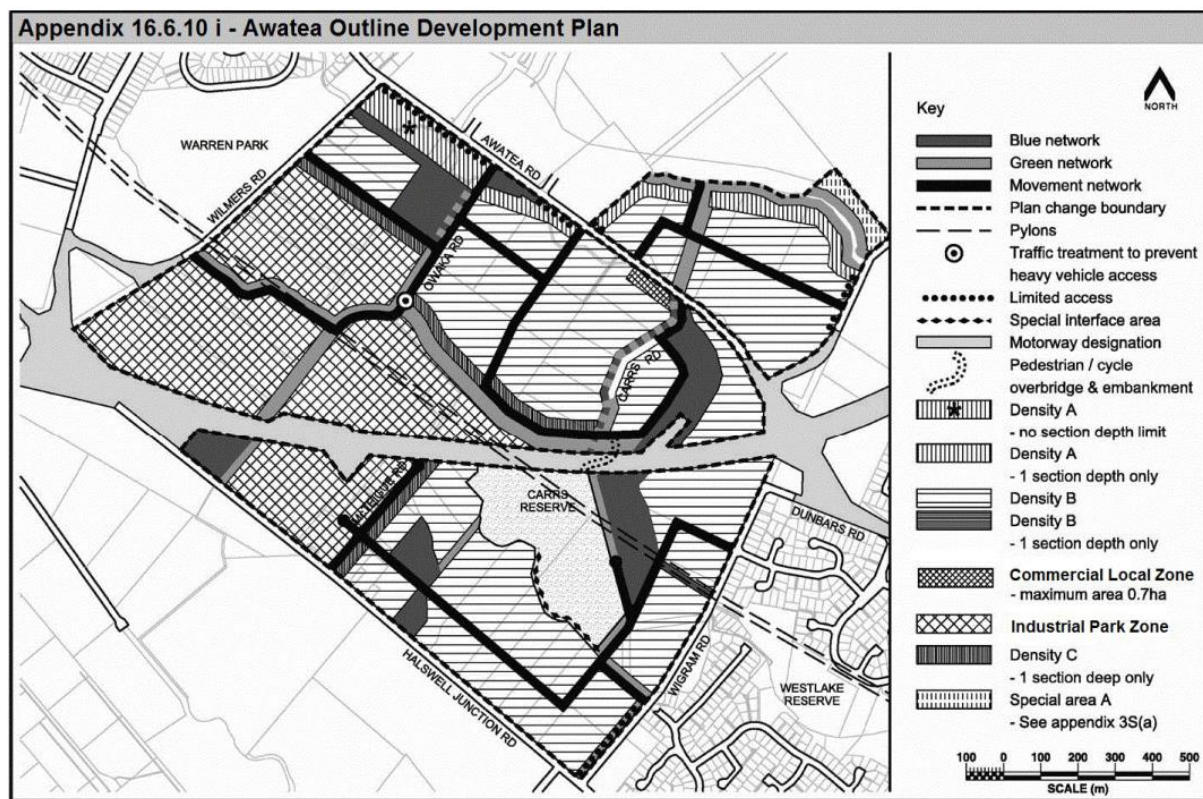 Appendix 16.6.10 i - Awatea Outline Development Plan
WARREN PARK
WILMERS RD
AWATEA RD
OWAKA RD
CARRS RD
CARRS
RESERVE
DUNBARS RD
WIGRAM RD
WESTLAKE
RESERVE
HALSWELL JUNCTION RD
NORTH
Key
Blue network
Green network
Movement network
Plan change boundary
Pylons
Traffic treatment to prevent
heavy vehicle access
Limited access
Special interface area
Motorway designation
Pedestrian / cycle
overbridge & embankment
Density A
- no section depth limit
Density A
- 1 section depth only
Density B
Density B
- 1 section depth only
Commercial Local Zone
- maximum area 0.7ha
Industrial Park Zone
Density C
- 1 section deep only
Special area A
- See appendix 3S(a)
100 0 100 200 300 400 500
SCALE (m)